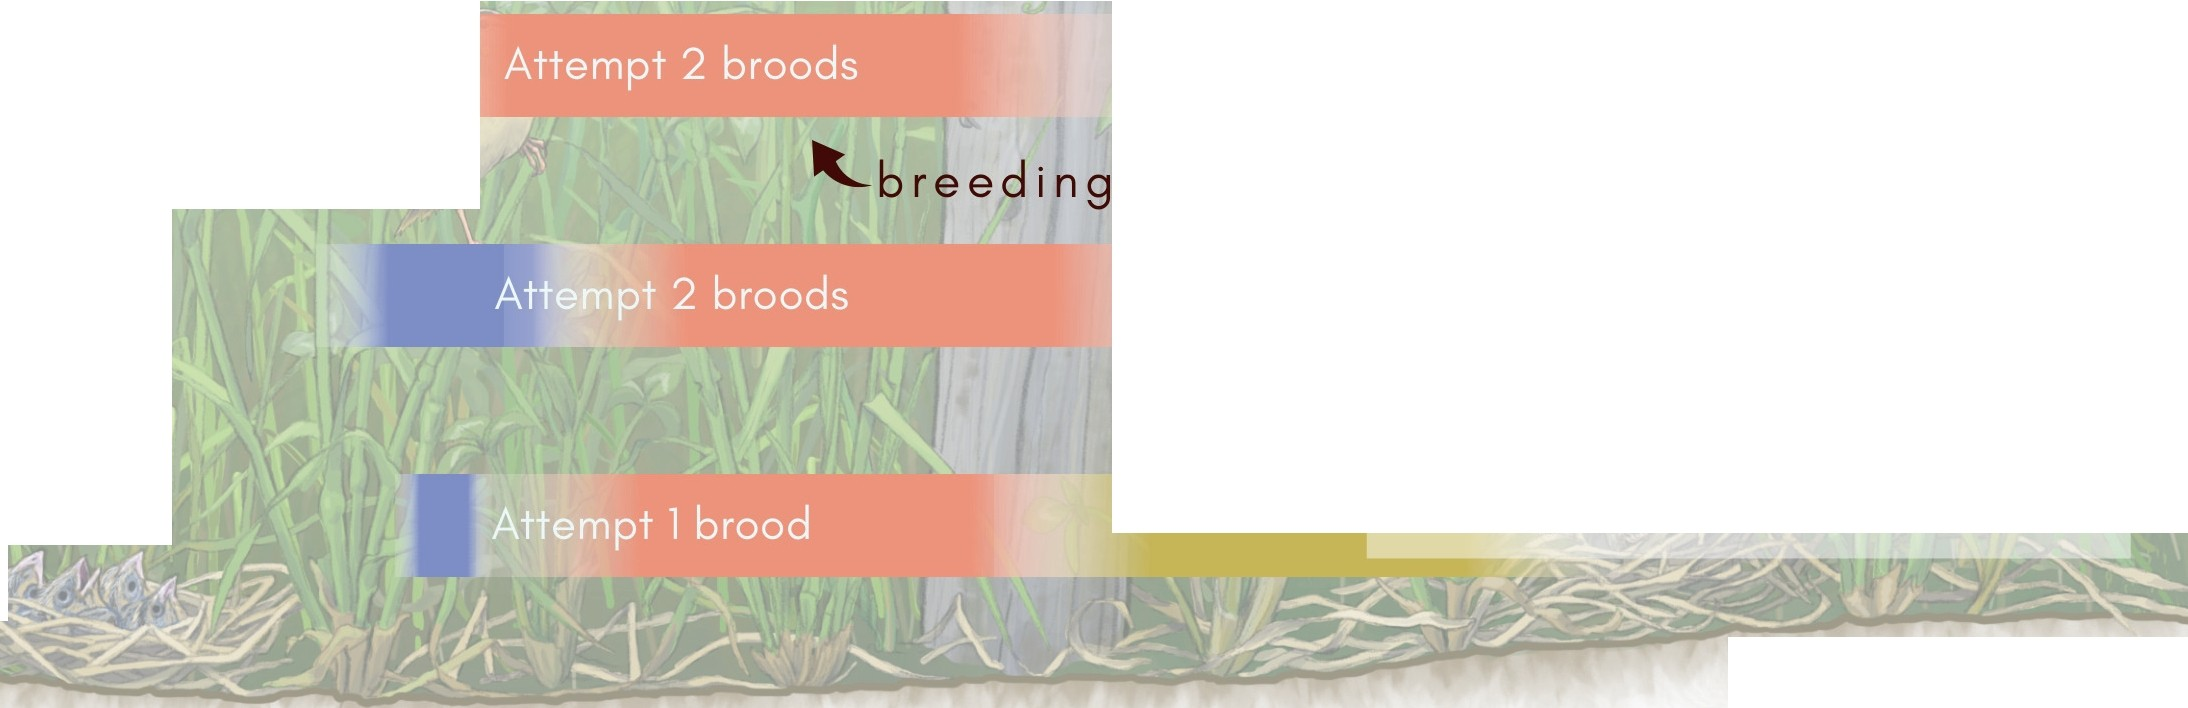 Attempt 2 broods
breeding
Attempt 2 broods
Attempt 1 brood